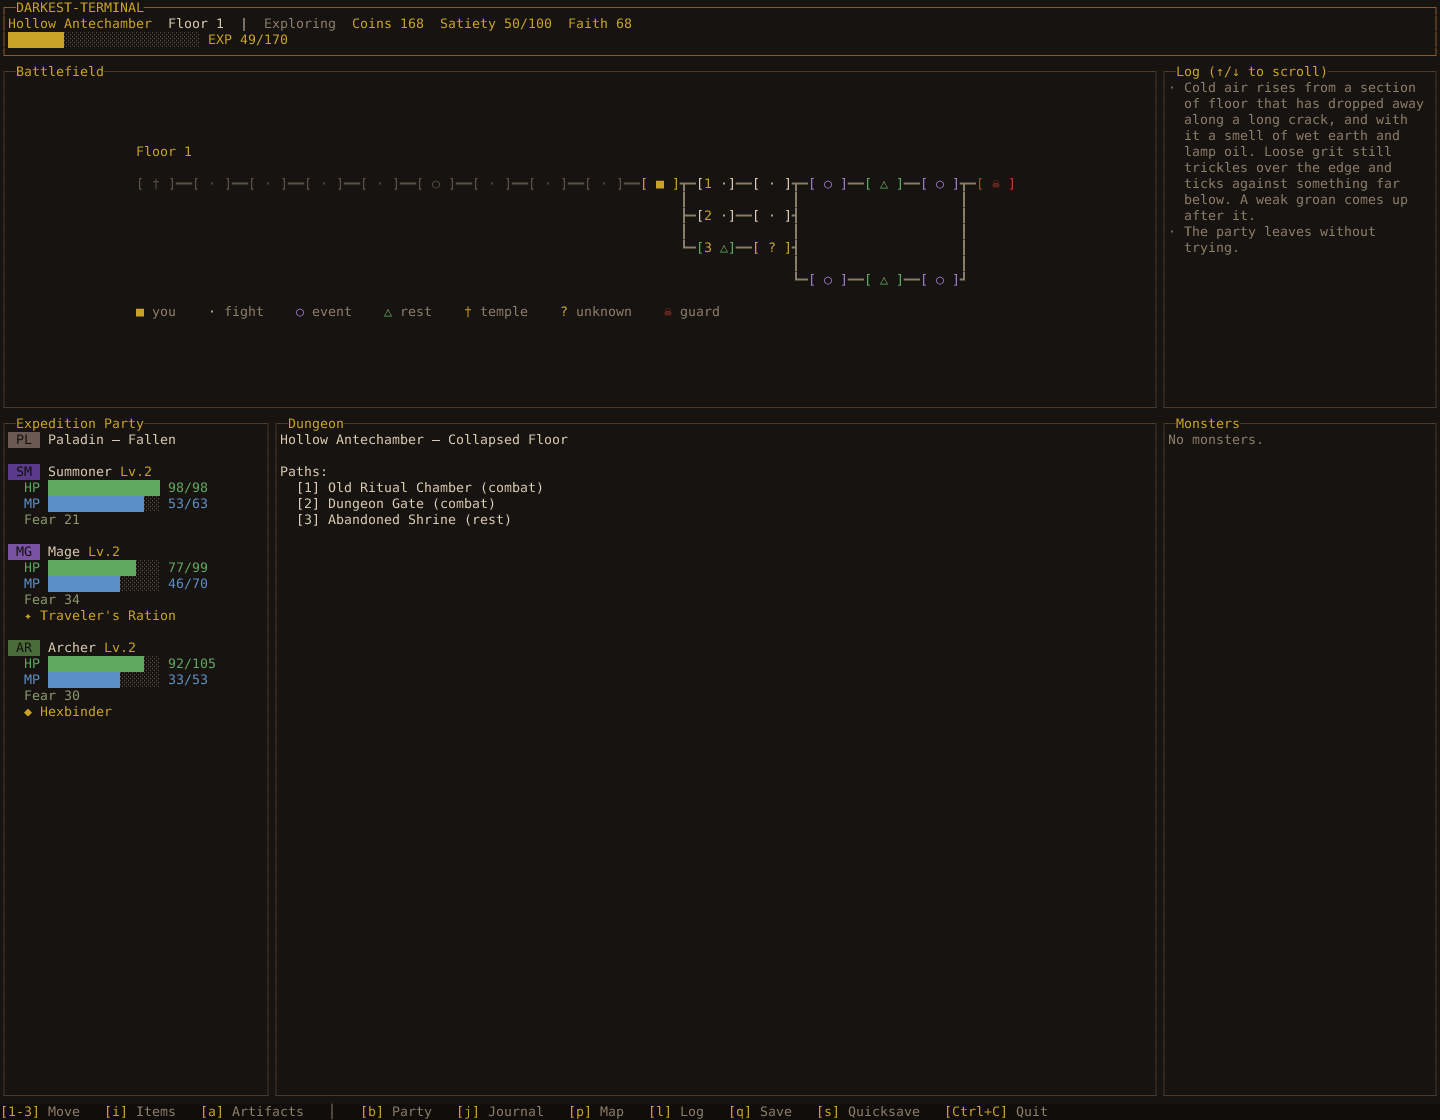 DARKEST-TERMINAL
Hollow Antechamber  Floor 1  |  Exploring  Coins 168  Satiety 50/100  Faith 68
EXP 49/170
Battlefield
Floor 1
[ † ]──[ · ]──[ · ]──[ · ]──[ · ]──[ ○ ]──[ · ]──[ · ]──[ · ]──[ ■ ]┬─[1 ·]──[ · ]┬─[ ○ ]──[ △ ]──[ ○ ]┬─[ ☠ ]
├─[2 ·]──[ · ]┤
└─[3 △]──[ ? ]┤
└─[ ○ ]──[ △ ]──[ ○ ]┘
■ you    · fight    ○ event    △ rest    † temple    ? unknown    ☠ guard
Log (↑/↓ to scroll)
· Cold air rises from a section
of floor that has dropped away
along a long crack, and with
it a smell of wet earth and
lamp oil. Loose grit still
trickles over the edge and
ticks against something far
below. A weak groan comes up
after it.
· The party leaves without
trying.
Expedition Party
PL Paladin — Fallen
SM Summoner Lv.2
HP 98/98
MP 53/63
Fear 21
MG Mage Lv.2
HP 77/99
MP 46/70
Fear 34
✦ Traveler's Ration
AR Archer Lv.2
HP 92/105
MP 33/53
Fear 30
◆ Hexbinder
Dungeon
Hollow Antechamber — Collapsed Floor
Paths:
[1] Old Ritual Chamber (combat)
[2] Dungeon Gate (combat)
[3] Abandoned Shrine (rest)
Monsters
No monsters.
[1-3] Move   [i] Items   [a] Artifacts   |   [b] Party   [j] Journal   [p] Map   [l] Log   [q] Save   [s] Quicksave   [Ctrl+C] Quit